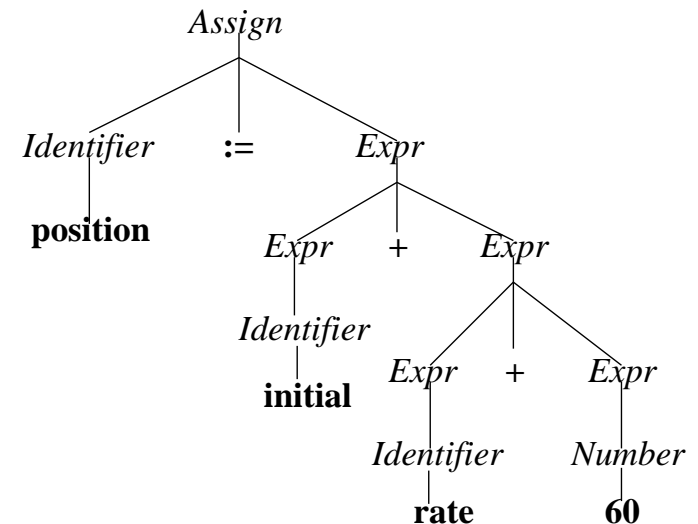 Assign
Identifier := Expr
position
Expr + Expr
Identifier
Expr + Expr
initial
Identifier Number
rate 60